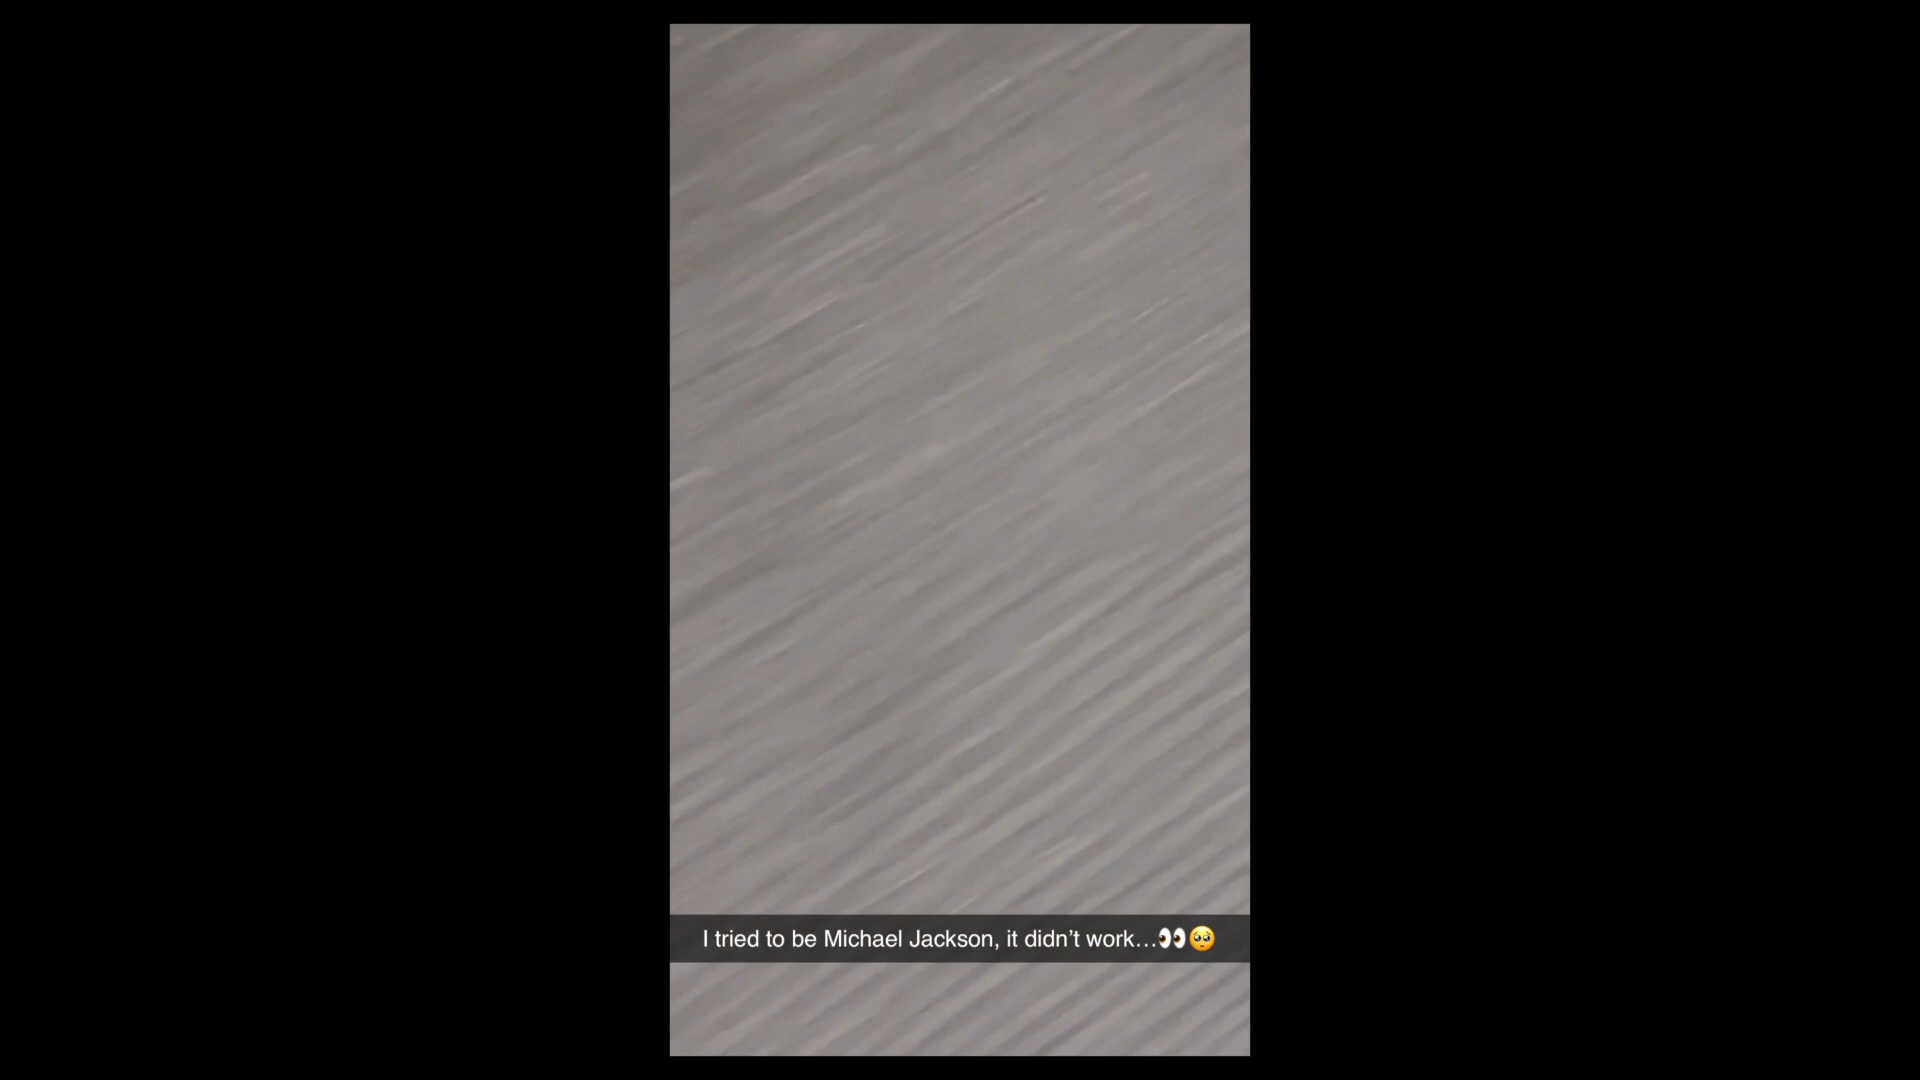 I tried to be Michael Jackson, it didn’t work…👀🥺